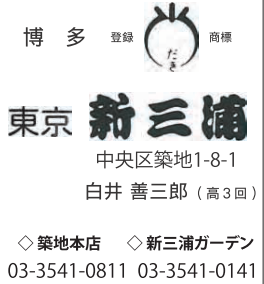 博多 登録 だき 商標
東京 新三浦
中央区築地1-8-1
白井 善三郎（高3回）
◇築地本店 ◇新三浦ガーデン
03-3541-0811 03-3541-0141